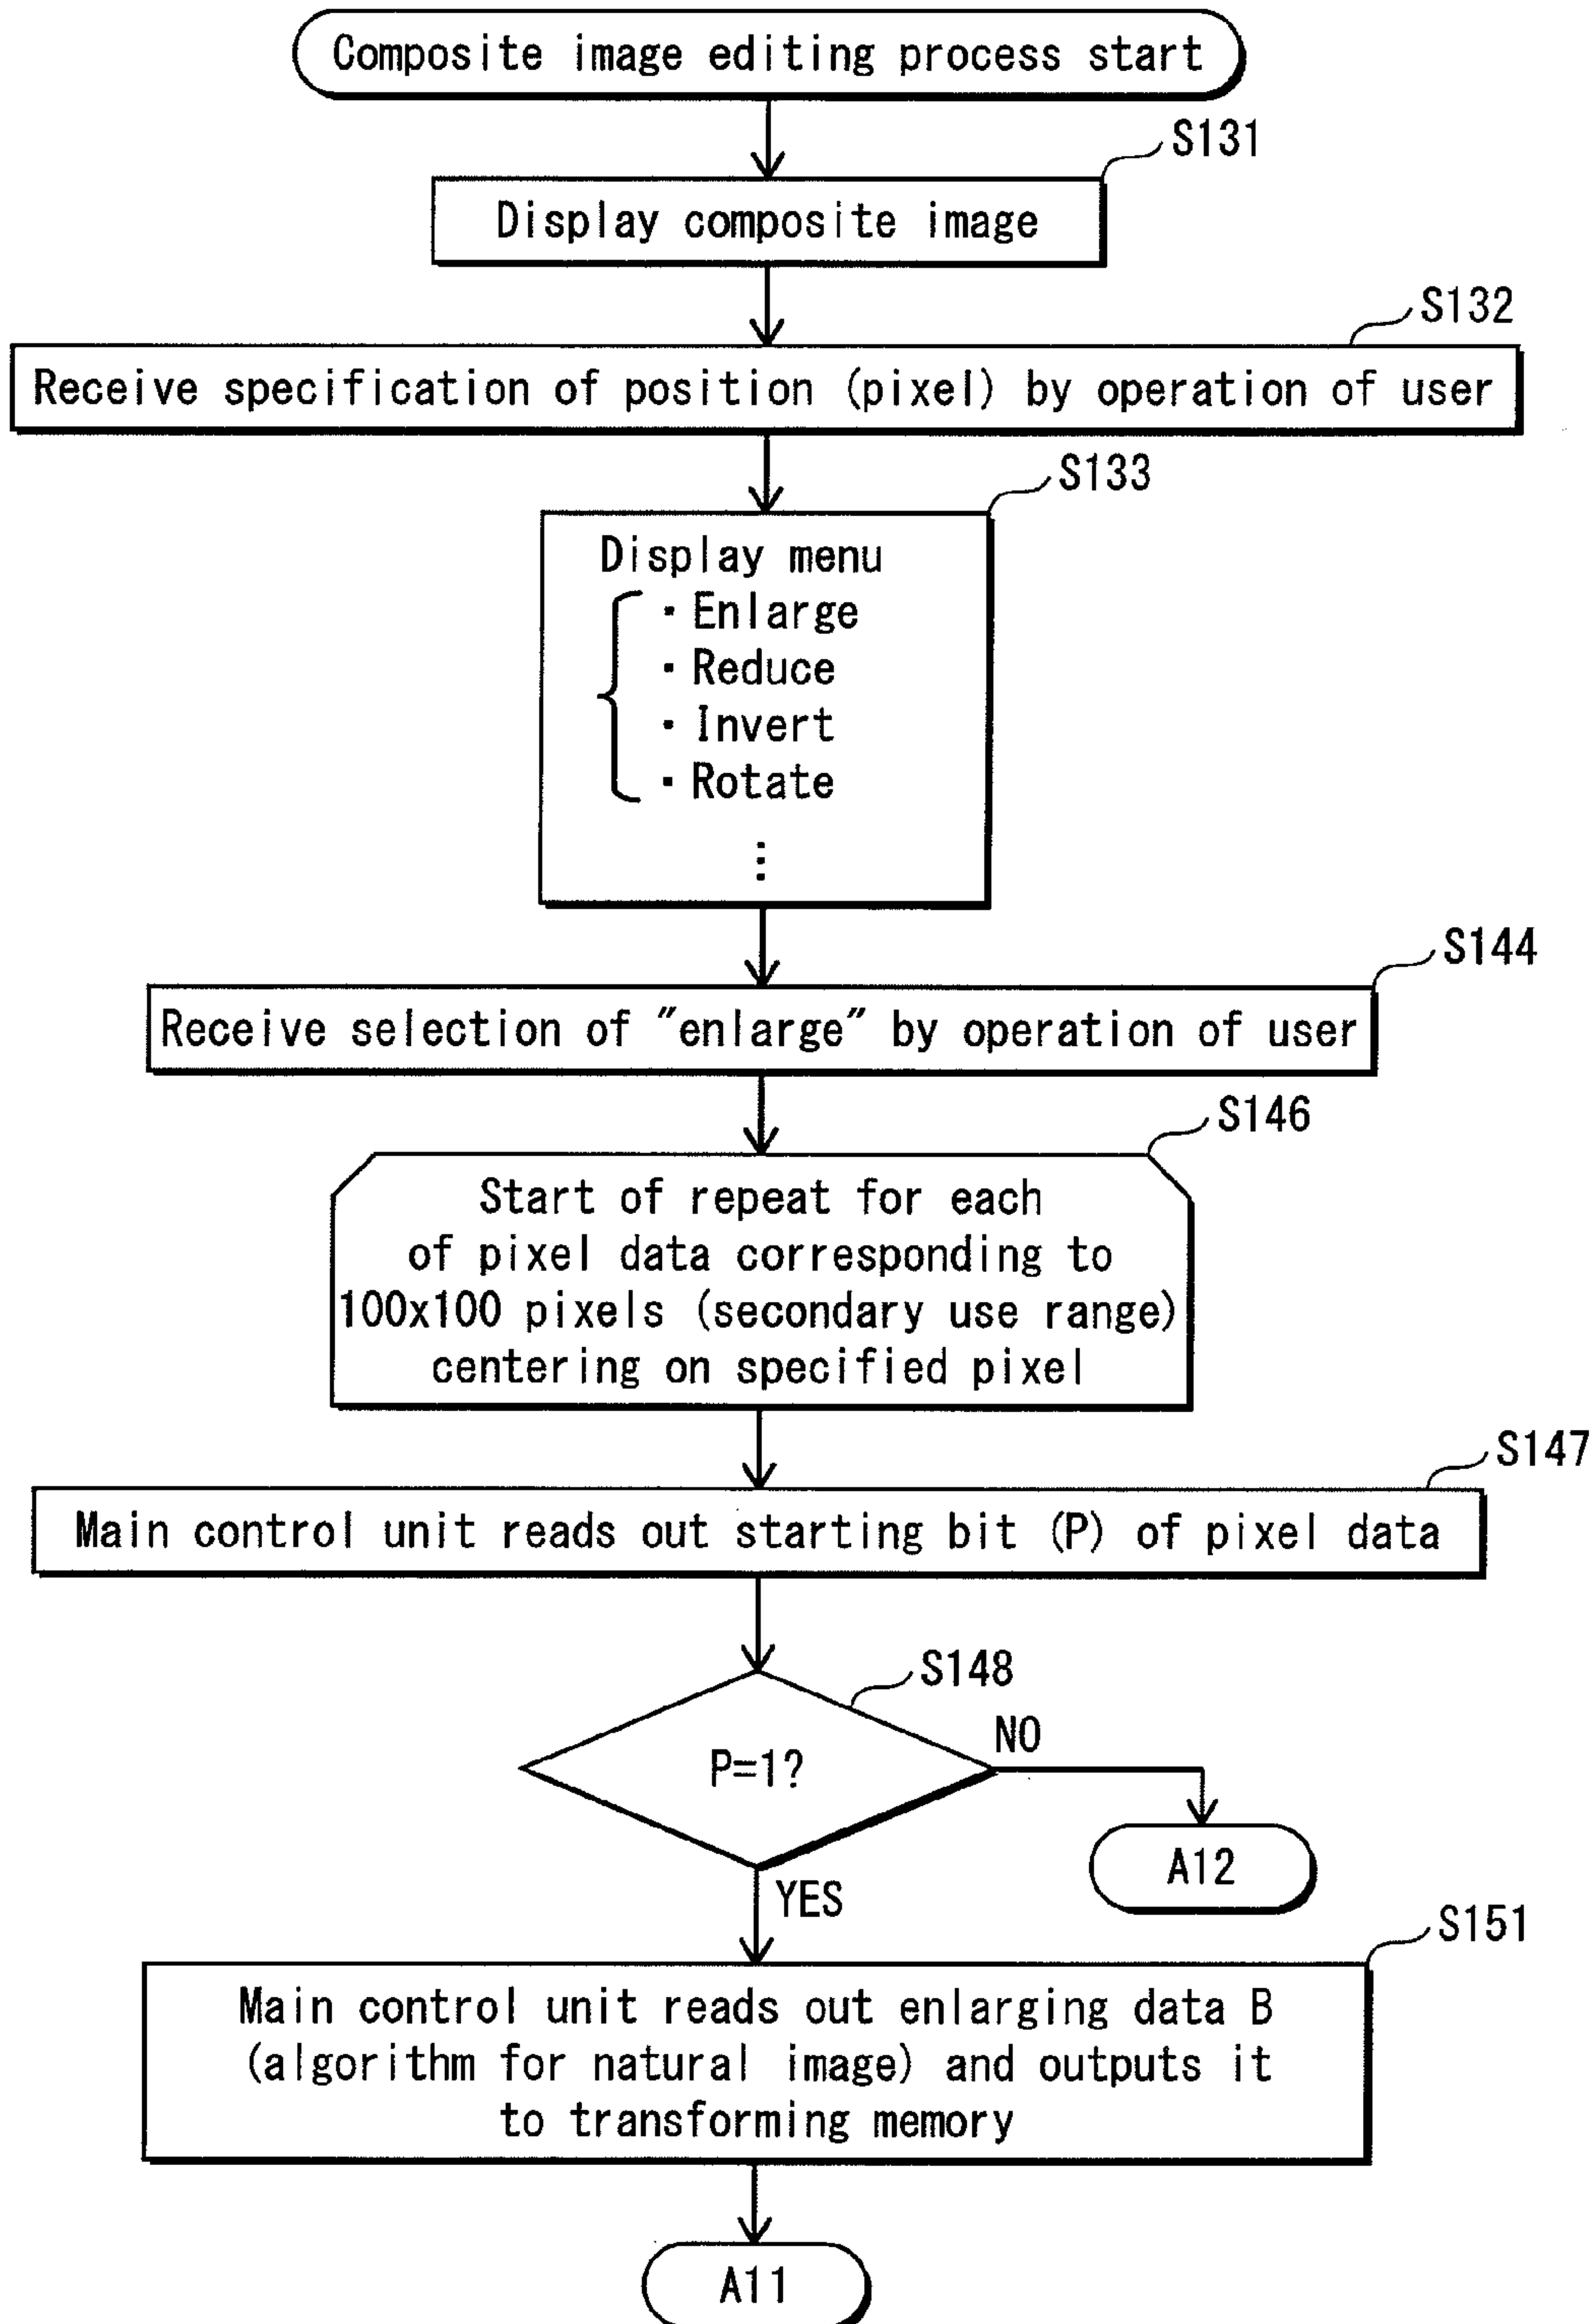 Composite image editing process start
S131
Display composite image
S132
Receive specification of position (pixel) by operation of user
S133
Display menu
・Enlarge
・Reduce
・Invert
・Rotate
⋮
S144
Receive selection of "enlarge" by operation of user
S146
Start of repeat for each
of pixel data corresponding to
100x100 pixels (secondary use range)
centering on specified pixel
S147
Main control unit reads out starting bit (P) of pixel data
S148
P=1?
NO
A12
YES
S151
Main control unit reads out enlarging data B
(algorithm for natural image) and outputs it
to transforming memory
A11